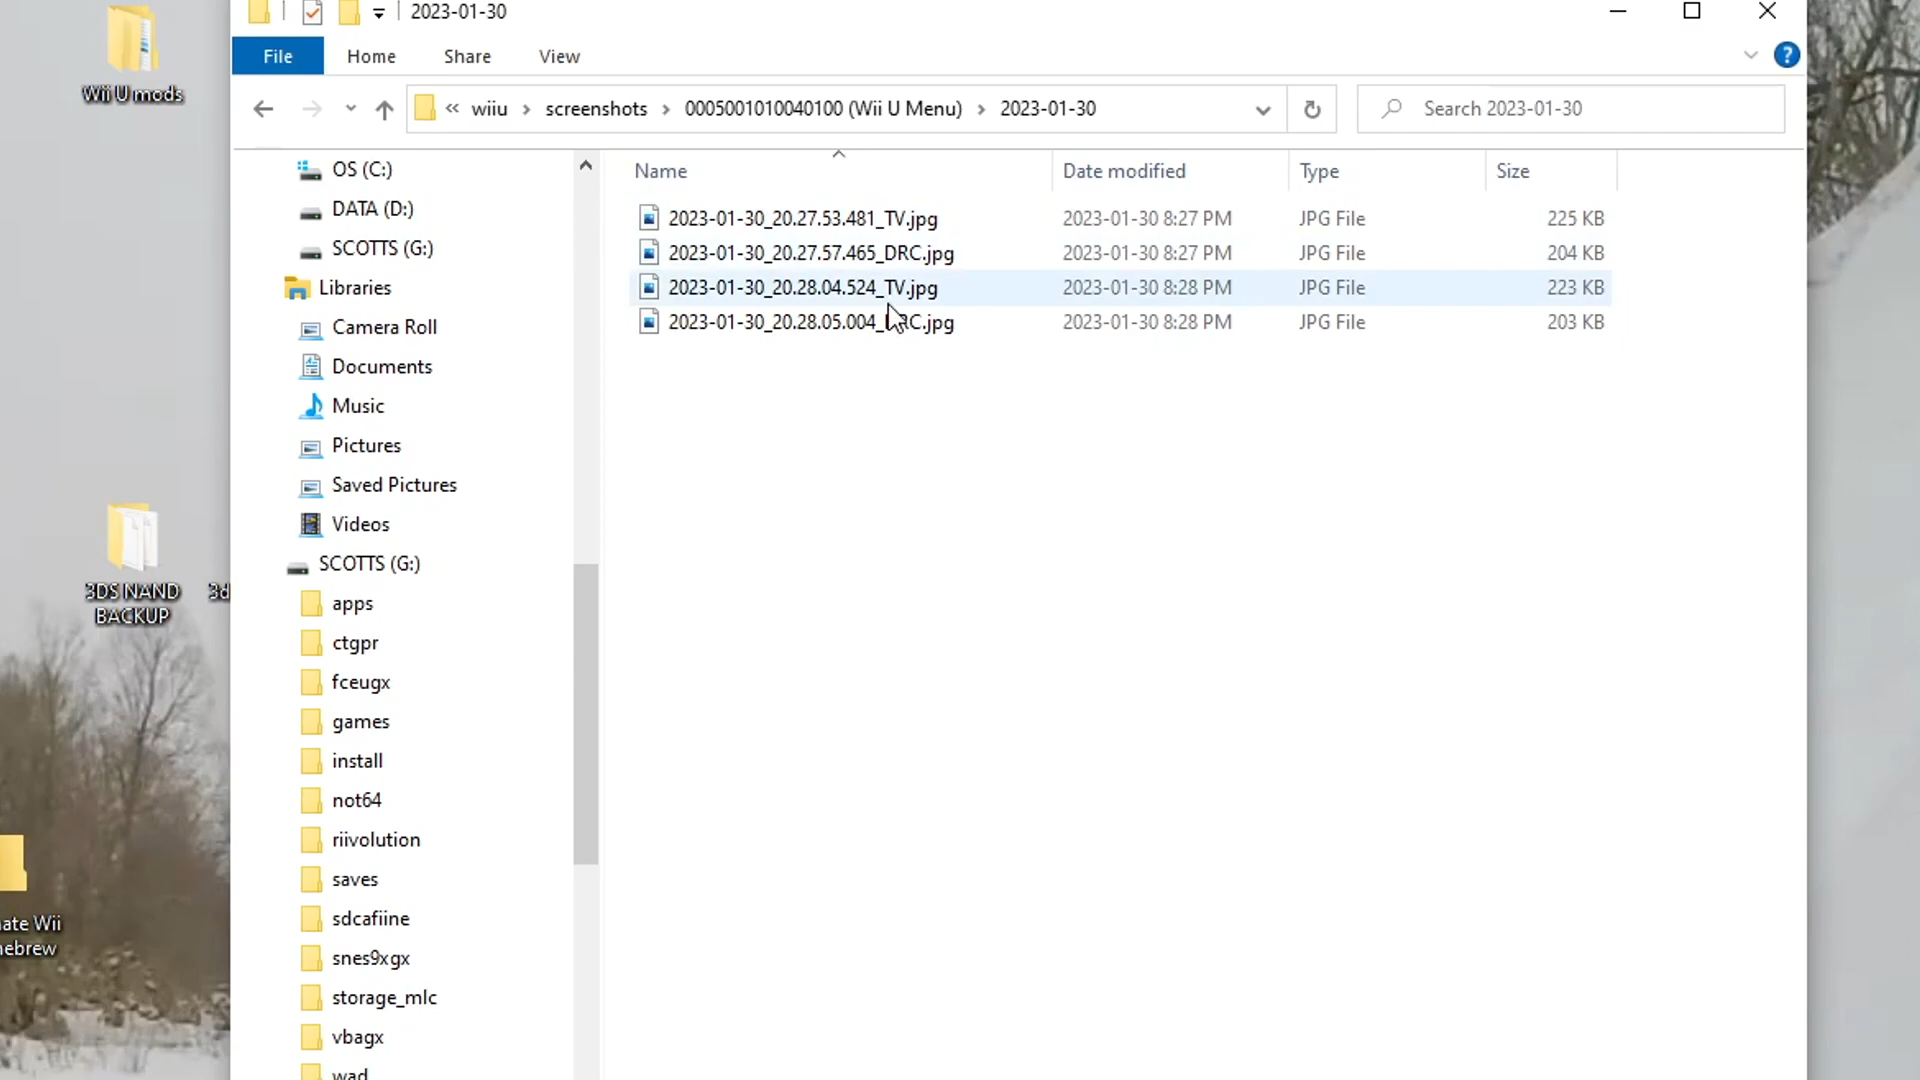 2023-01-30
File Home Share View
« wiiu > screenshots > 0005001010040100 (Wii U Menu) > 2023-01-30
Search 2023-01-30
Name Date modified Type Size
2023-01-30_20.27.53.481_TV.jpg 2023-01-30 8:27 PM JPG File 225 KB
2023-01-30_20.27.57.465_DRC.jpg 2023-01-30 8:27 PM JPG File 204 KB
2023-01-30_20.28.04.524_TV.jpg 2023-01-30 8:28 PM JPG File 223 KB
2023-01-30_20.28.05.004_DRC.jpg 2023-01-30 8:28 PM JPG File 203 KB
OS (C:)
DATA (D:)
SCOTTS (G:)
Libraries
Camera Roll
Documents
Music
Pictures
Saved Pictures
Videos
SCOTTS (G:)
apps
ctgpr
fceugx
games
install
not64
riivolution
saves
sdcafiine
snes9xgx
storage_mlc
vbagx
wad
Wii U mods
3DS NAND
BACKUP
3d
ate Wii
ebrew